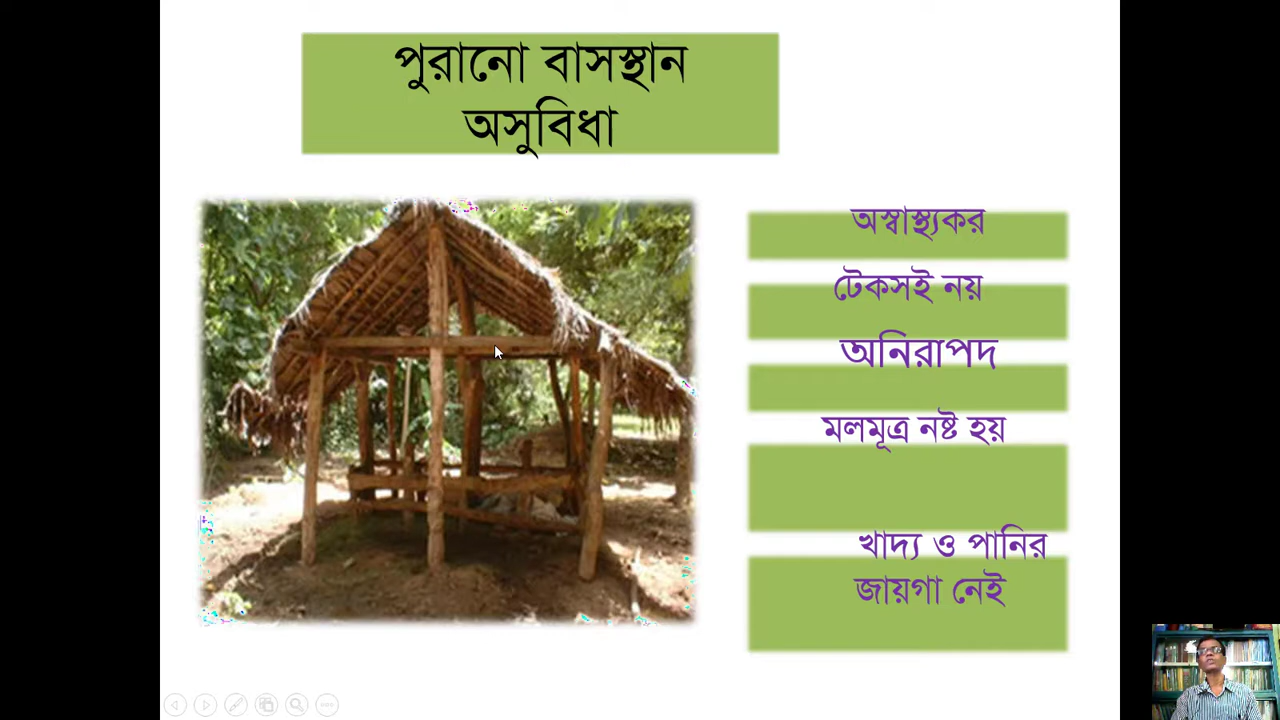 পুরানো বাসস্থান
অসুবিধা
অস্বাস্থ্যকর
টেকসই নয়
অনিরাপদ
মলমূত্র নষ্ট হয়
খাদ্য ও পানির
জায়গা নেই